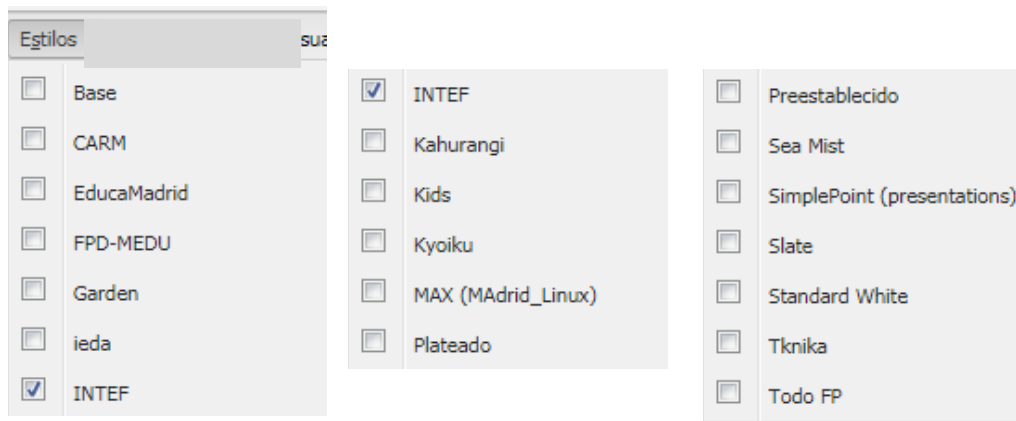 Estilos
sua
Base
CARM
EducaMadrid
FPD-MEDU
Garden
ieda
INTEF
INTEF
Kahurangi
Kids
Kyoiku
MAX (MAdrid_Linux)
Plateado
Preestablecido
Sea Mist
SimplePoint (presentations)
Slate
Standard White
Tknika
Todo FP